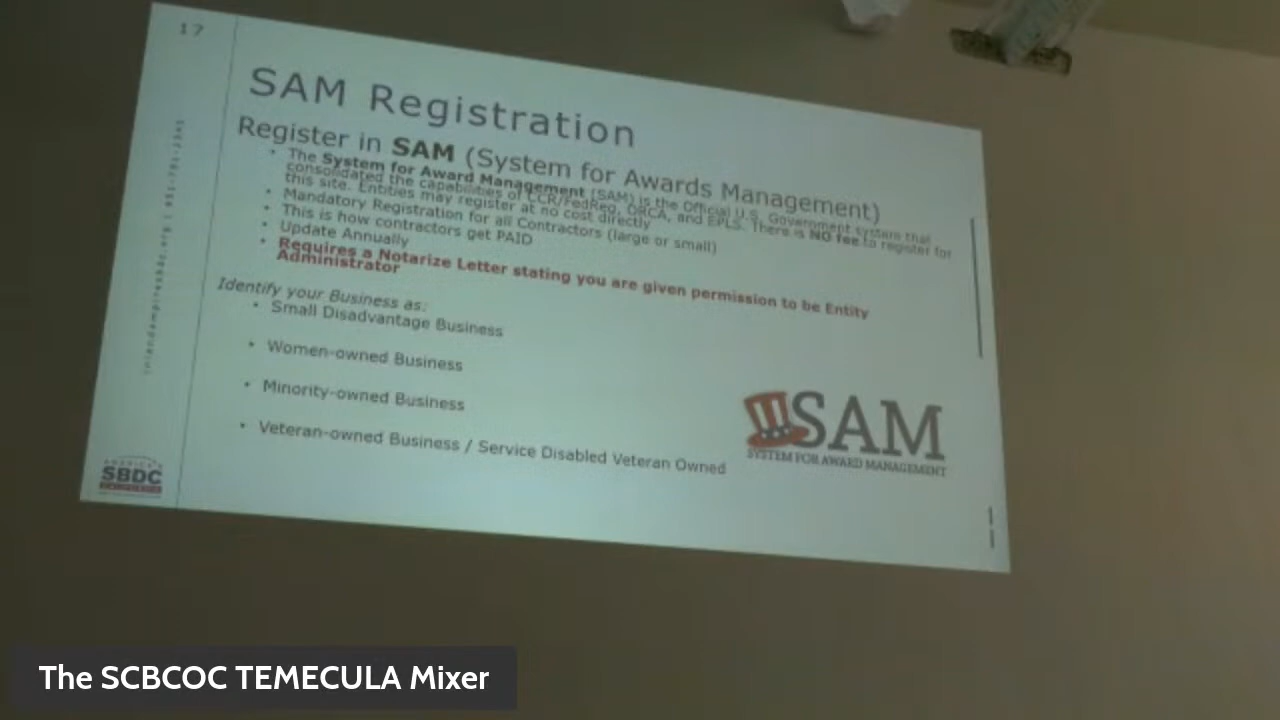 17
SAM Registration
Register in SAM (System for Awards Management)
• The System for Award Management (SAM) is the Official U.S. Government system that
consolidated the capabilities of CCR/FedReg, ORCA, and EPLS. There is NO fee to register for
this site. Entities may register at no cost directly
• Mandatory Registration for all Contractors (large or small)
• This is how contractors get PAID
• Update Annually
• Requires a Notarize Letter stating you are given permission to be Entity
Administrator
Identify your Business as:
• Small Disadvantage Business
• Women-owned Business
• Minority-owned Business
• Veteran-owned Business / Service Disabled Veteran Owned
SAM
SYSTEM FOR AWARD MANAGEMENT
AMERICA'S
SBDC
CALIFORNIA
The SCBCOC TEMECULA Mixer